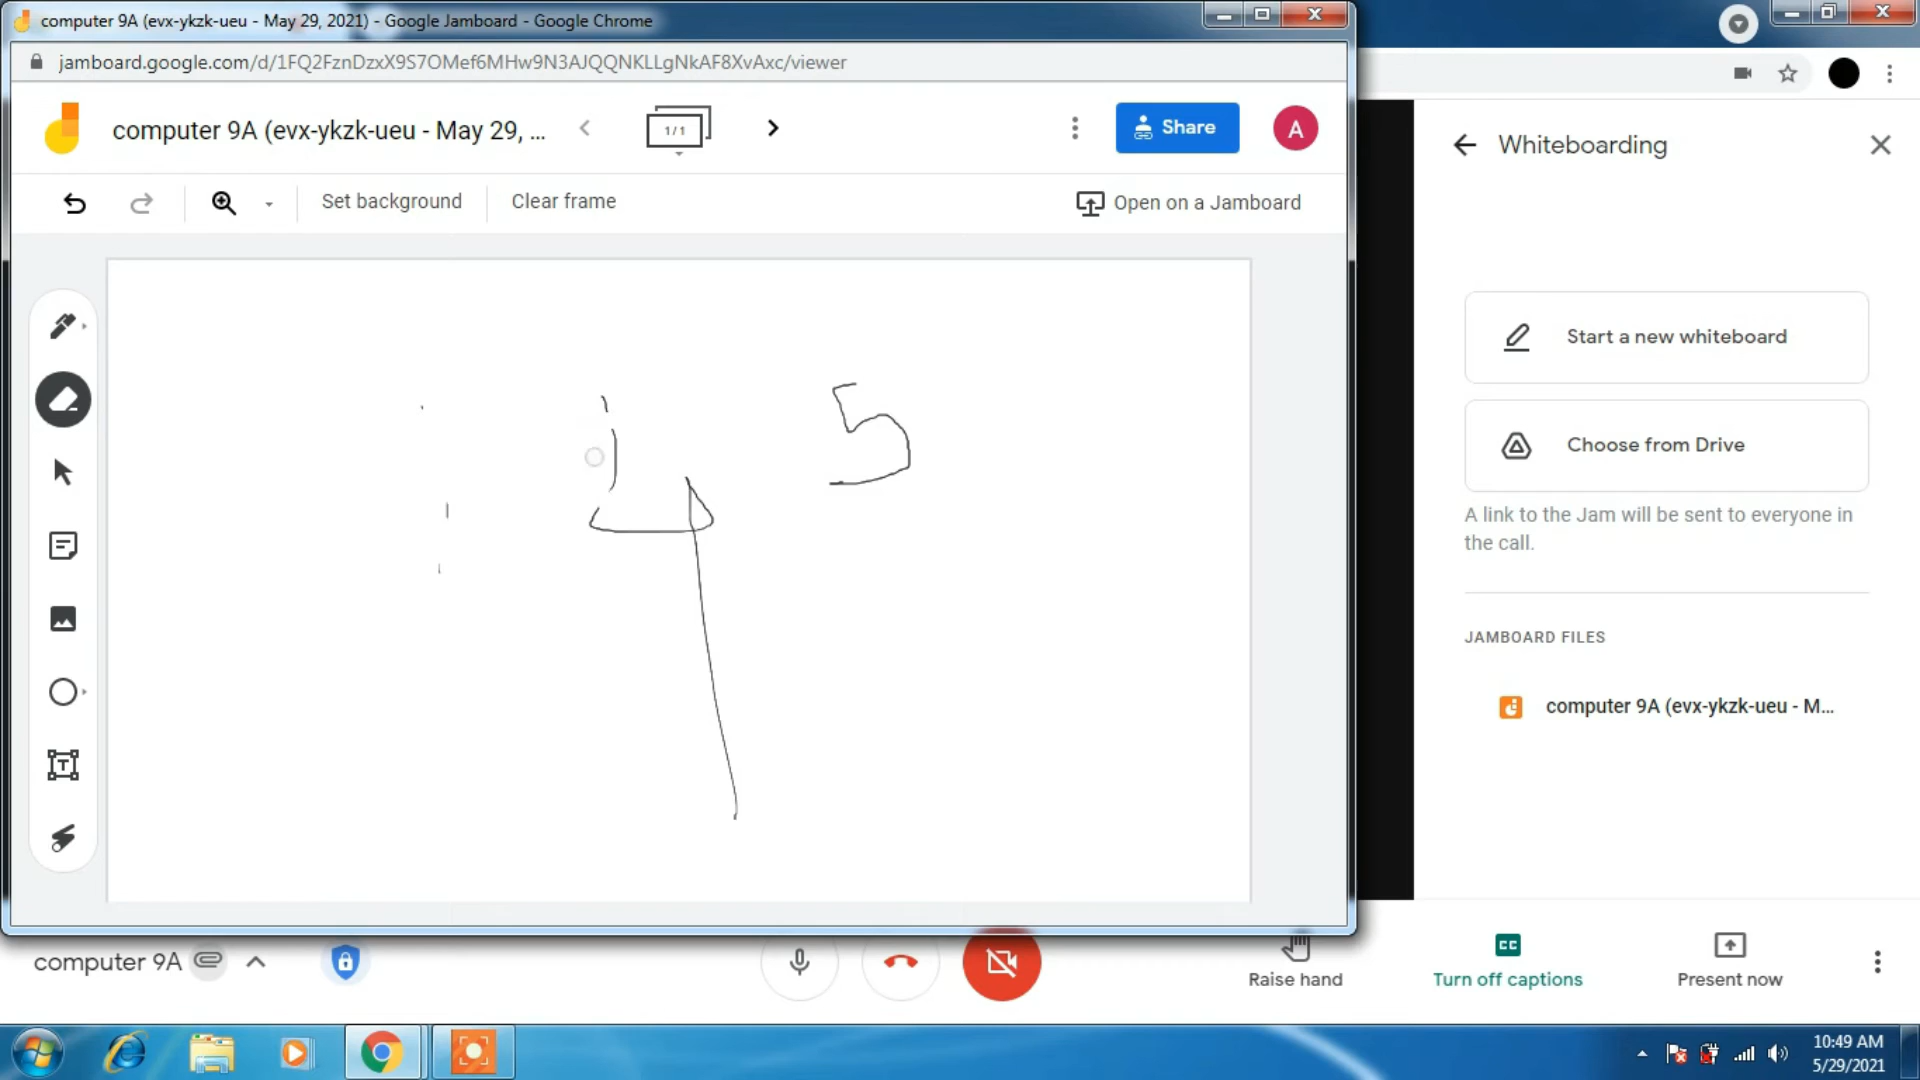 computer 9A (evx-ykzk-ueu - May 29, 2021) - Google Jamboard - Google Chrome
jamboard.google.com/d/1FQ2FznDzxX9S7OMef6MHw9N3AJQQNKLLgNkAF8XvAxc/viewer
computer 9A (evx-ykzk-ueu - May 29, ...
1/1
Share
A
Set background
Clear frame
Open on a Jamboard
5
Whiteboarding
Start a new whiteboard
Choose from Drive
A link to the Jam will be sent to everyone in
the call.
JAMBOARD FILES
computer 9A (evx-ykzk-ueu - M...
computer 9A
Raise hand
CC
Turn off captions
Present now
10:49 AM
5/29/2021